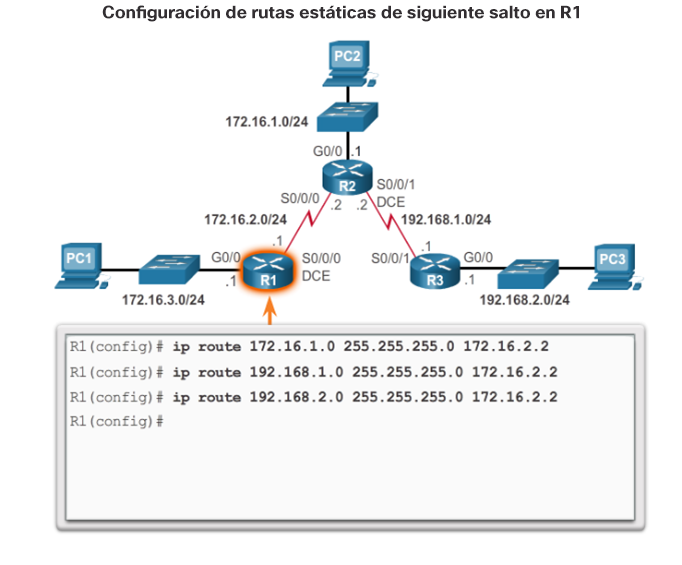 Configuración de rutas estáticas de siguiente salto en R1
PC2
172.16.1.0/24
G0/0 .1
R2
S0/0/0
S0/0/1
.2 .2 DCE
172.16.2.0/24
192.168.1.0/24
.1
.1
PC1
G0/0
S0/0/0
S0/0/1
G0/0
PC3
.1
R1
DCE
R3
.1
172.16.3.0/24
192.168.2.0/24
R1(config)# ip route 172.16.1.0 255.255.255.0 172.16.2.2
R1(config)# ip route 192.168.1.0 255.255.255.0 172.16.2.2
R1(config)# ip route 192.168.2.0 255.255.255.0 172.16.2.2
R1(config)#